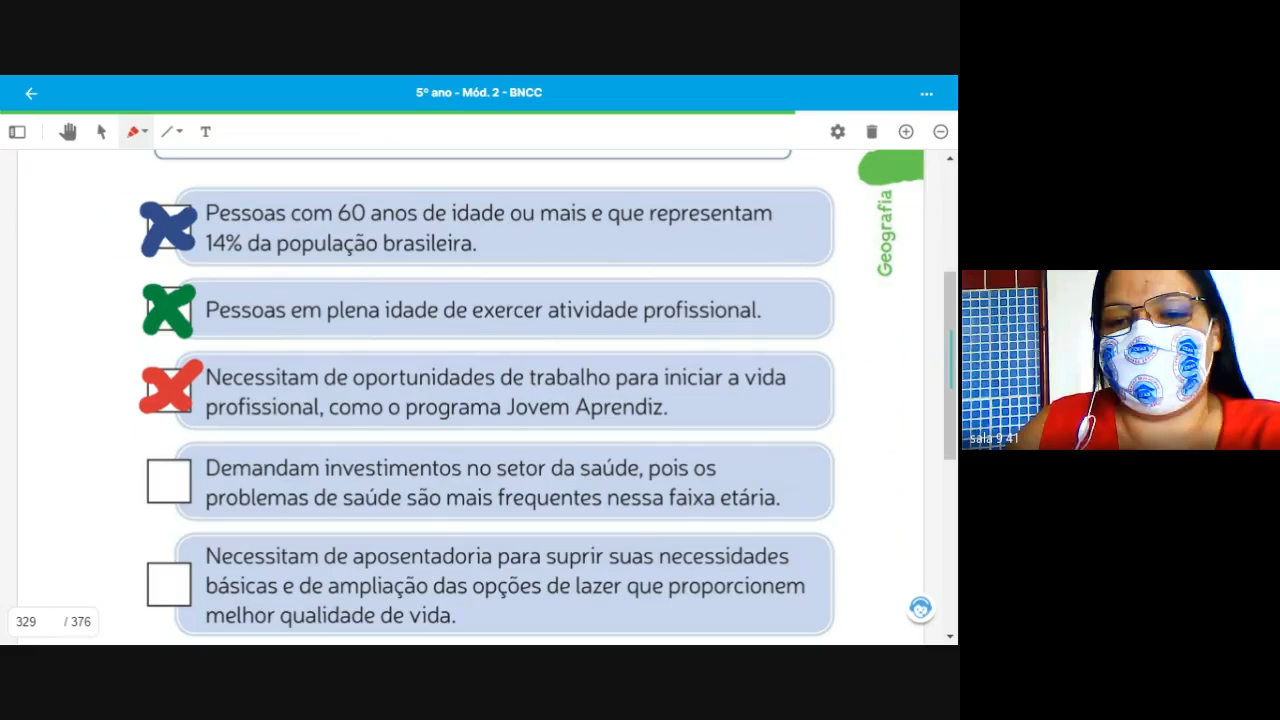 5º ano - Mód. 2 - BNCC
T
Geografia
Pessoas com 60 anos de idade ou mais e que representam
14% da população brasileira.
Pessoas em plena idade de exercer atividade profissional.
Necessitam de oportunidades de trabalho para iniciar a vida
profissional, como o programa Jovem Aprendiz.
Demandam investimentos no setor da saúde, pois os
problemas de saúde são mais frequentes nessa faixa etária.
Necessitam de aposentadoria para suprir suas necessidades
básicas e de ampliação das opções de lazer que proporcionem
melhor qualidade de vida.
329 / 376
sala 9 41